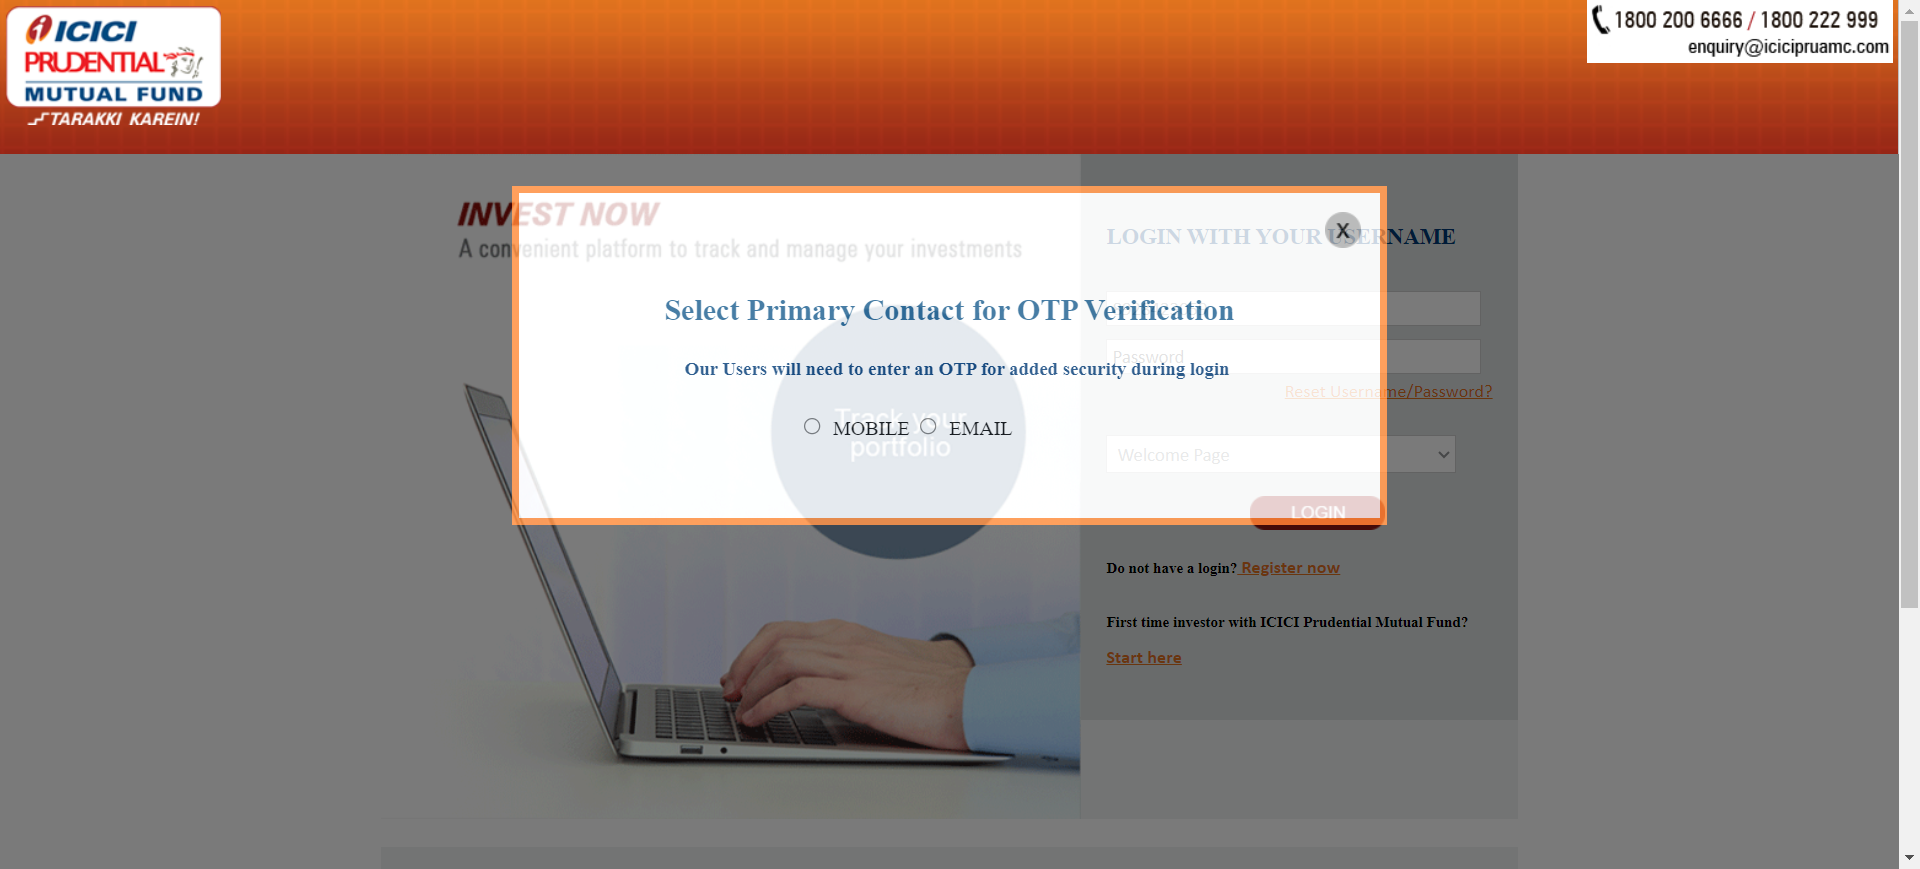 ICICI
PRUDENTIAL
MUTUAL FUND
TARAKKI KAREIN!
1800 200 6666 / 1800 222 999
enquiry@icicipruamc.com
INVEST NOW
A convenient platform to track and manage your investments
X
LOGIN WITH YOUR USERNAME
Select Primary Contact for OTP Verification
Our Users will need to enter an OTP for added security during login
MOBILE
EMAIL
Track your
portfolio
Password
Reset Username/Password?
Welcome Page
LOGIN
Do not have a login? Register now
First time investor with ICICI Prudential Mutual Fund?
Start here